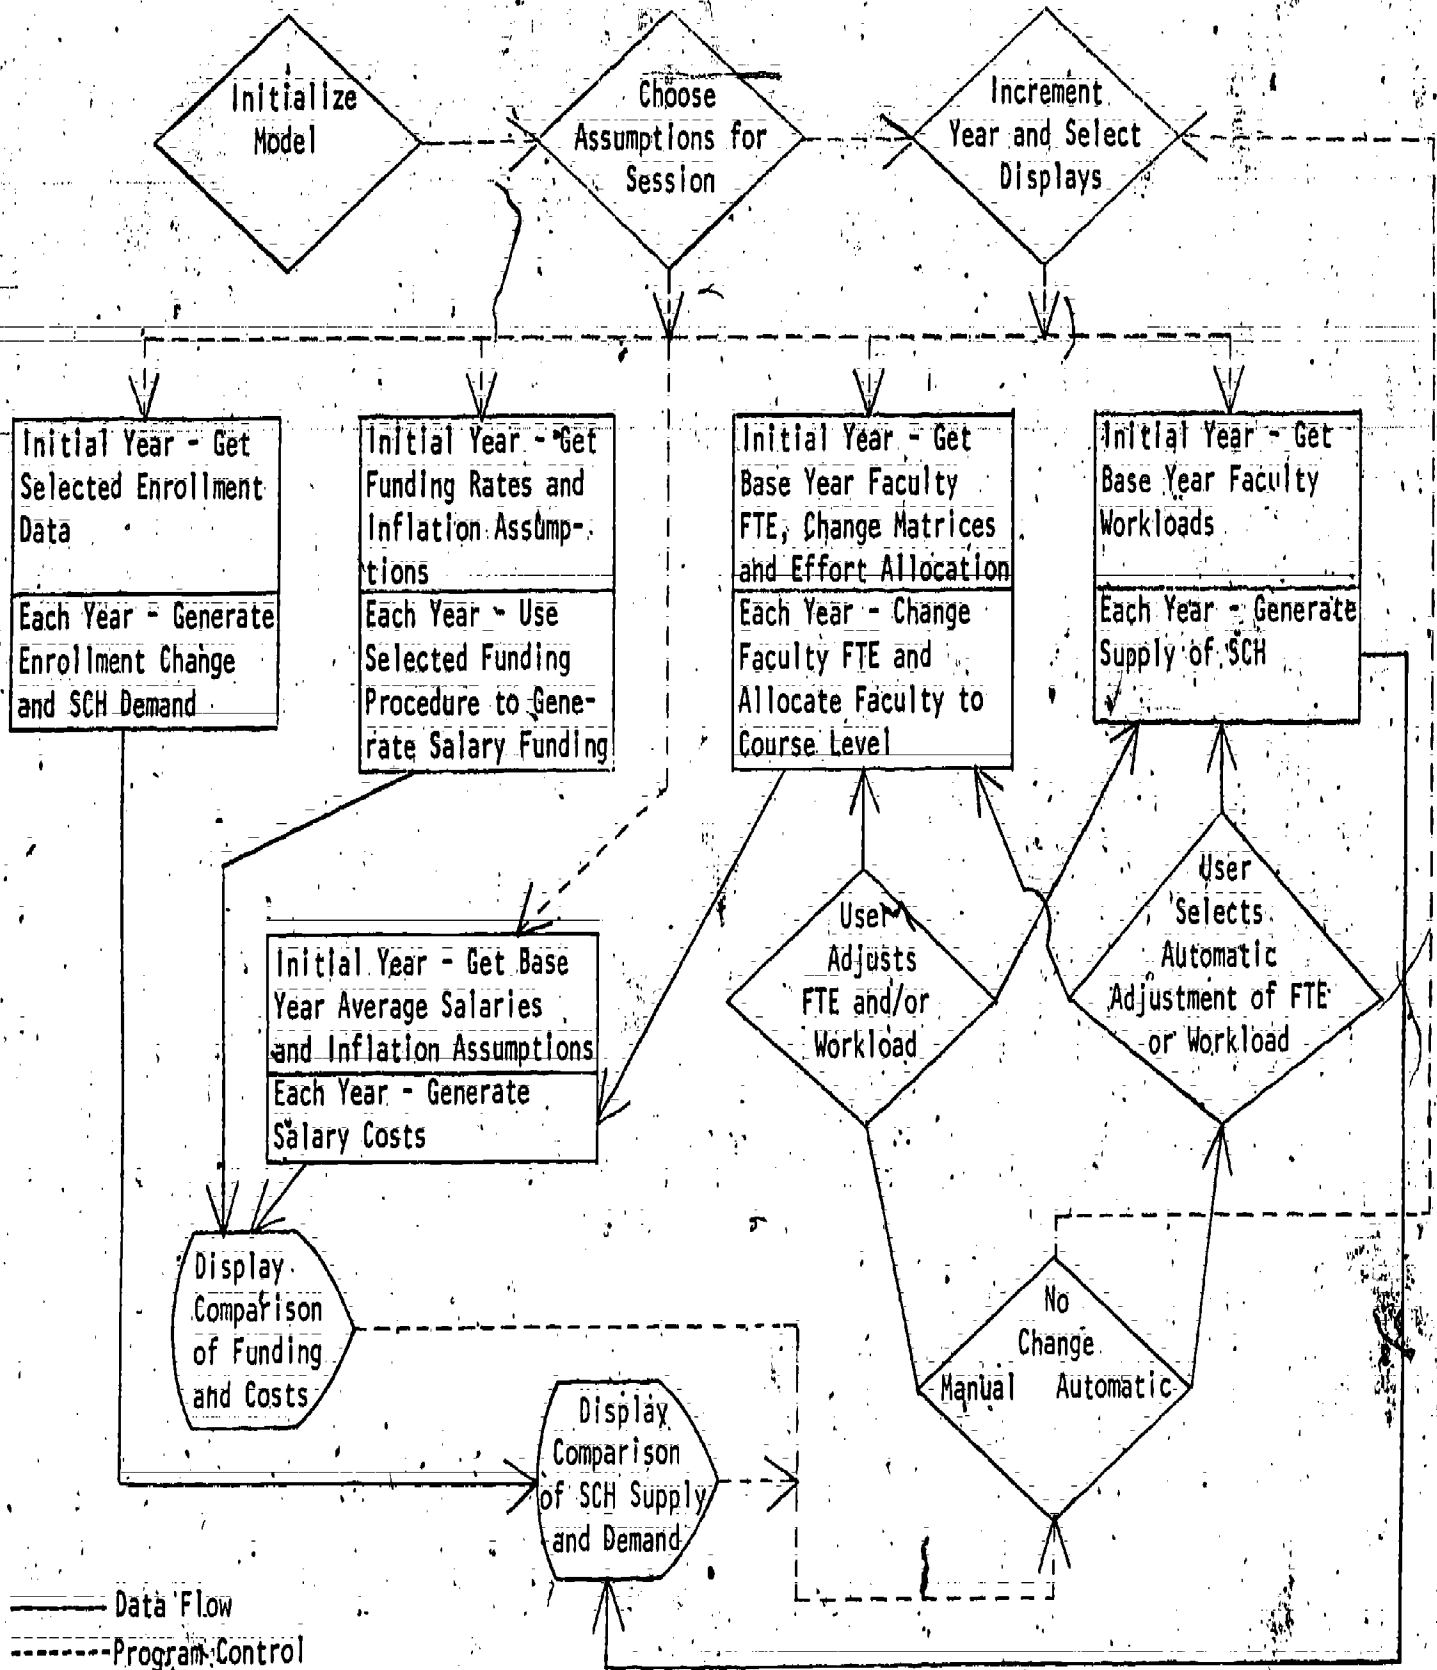 Initialize
Model
Choose
Assumptions for
Session
Increment
Year and Select
Displays
Initial Year - Get
Selected Enrollment
Data
Each Year - Generate
Enrollment Change
and SCH Demand
Initial Year - Get
Funding Rates and
Inflation Assump-
tions
Each Year - Use
Selected Funding
Procedure to Gene-
rate Salary Funding
Initial Year - Get
Base Year Faculty
FTE, Change Matrices
and Effort Allocation
Each Year - Change
Faculty FTE and
Allocate Faculty to
Course Level
Initial Year - Get
Base Year Faculty
Workloads
Each Year - Generate
Supply of SCH
Initial Year - Get Base
Year Average Salaries
and Inflation Assumptions
Each Year - Generate
Salary Costs
User
Adjusts
FTE and/or
Workload
User
Selects
Automatic
Adjustment of FTE
or Workload
Display
Comparison
of Funding
and Costs
No
Change
Manual Automatic
Display
Comparison
of SCH Supply
and Demand
Data Flow
Program Control